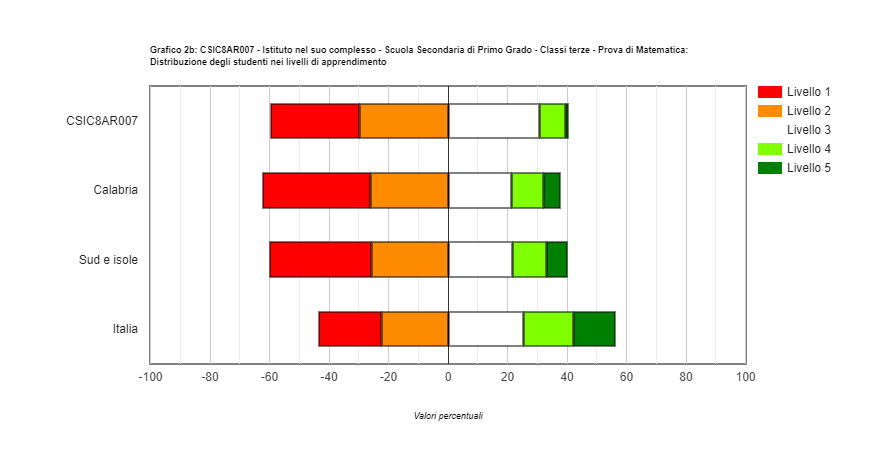 Grafico 2b: CSIC8AR007 - Istituto nel suo complesso - Scuola Secondaria di Primo Grado - Classi terze - Prova di Matematica:
Distribuzione degli studenti nei livelli di apprendimento
Livello 1
Livello 2
Livello 3
Livello 4
Livello 5
CSIC8AR007
Calabria
Sud e isole
Italia
-100 -80 -60 -40 -20 0 20 40 60 80 100
Valori percentuali